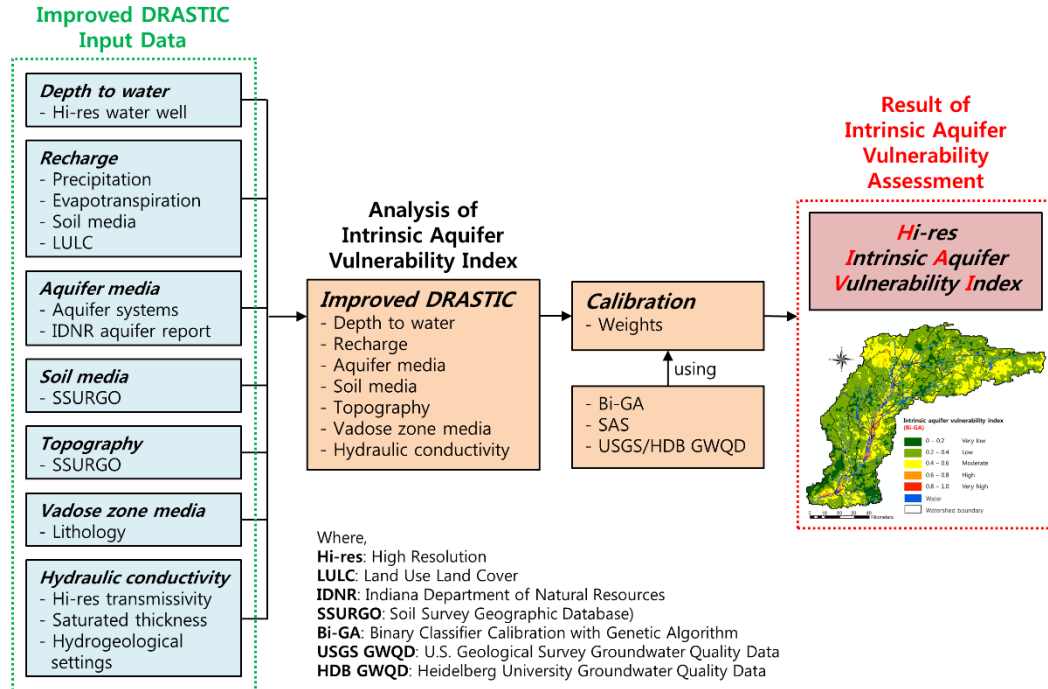 Improved DRASTIC
Input Data
Depth to water
- Hi-res water well
Recharge
- Precipitation
- Evapotranspiration
- Soil media
- LULC
Aquifer media
- Aquifer systems
- IDNR aquifer report
Soil media
- SSURGO
Topography
- SSURGO
Vadose zone media
- Lithology
Hydraulic conductivity
- Hi-res transmissivity
- Saturated thickness
- Hydrogeological
settings
Analysis of
Intrinsic Aquifer
Vulnerability Index
Improved DRASTIC
- Depth to water
- Recharge
- Aquifer media
- Soil media
- Topography
- Vadose zone media
- Hydraulic conductivity
Calibration
- Weights
using
- Bi-GA
- SAS
- USGS/HDB GWQD
Result of
Intrinsic Aquifer
Vulnerability
Assessment
Hi-res
Intrinsic Aquifer
Vulnerability Index
Intrinsic aquifer vulnerability index
(Bi-GA)
0 – 0.2 Very low
0.2 – 0.4 Low
0.4 – 0.6 Moderate
0.6 – 0.8 High
0.8 – 1.0 Very high
Water
Watershed boundary
Kilometers
Where,
Hi-res: High Resolution
LULC: Land Use Land Cover
IDNR: Indiana Department of Natural Resources
SSURGO: Soil Survey Geographic Database)
Bi-GA: Binary Classifier Calibration with Genetic Algorithm
USGS GWQD: U.S. Geological Survey Groundwater Quality Data
HDB GWQD: Heidelberg University Groundwater Quality Data